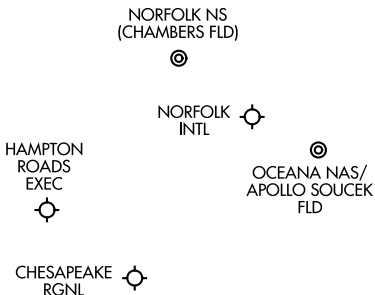 NORFOLK NS
(CHAMBERS FLD)
NORFOLK
INTL
HAMPTON
ROADS
EXEC
OCEANA NAS/
APOLLO SOUCEK
FLD
CHESAPEAKE
RGNL